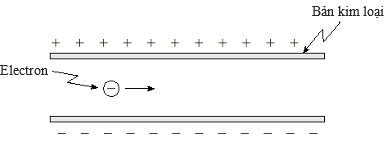 Bản kim loại
+ + + + + + + + + + +
Electron
−
− − − − − − − − − −